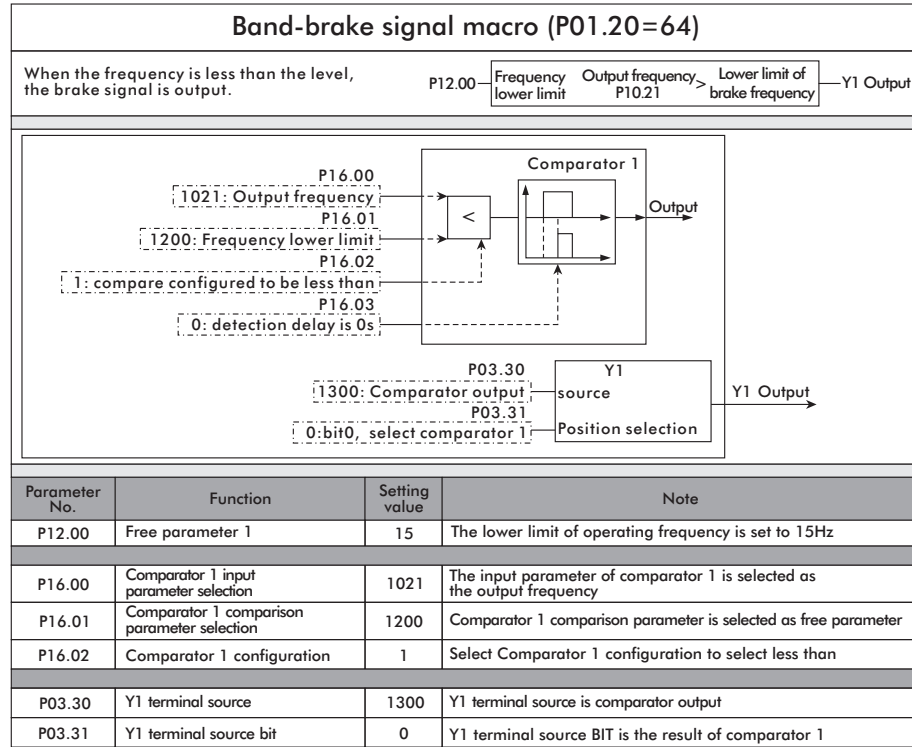 Band-brake signal macro (P01.20=64)
When the frequency is less than the level,
the brake signal is output.
P12.00
Frequency
lower limit
Output frequency
P10.21
>
Lower limit of
brake frequency
Y1 Output
Comparator 1
P16.00
1021: Output frequency
P16.01
1200: Frequency lower limit
<
Output
P16.02
1: compare configured to be less than
P16.03
0: detection delay is 0s
P03.30
1300: Comparator output
P03.31
0:bit0, select comparator 1
Y1
source
Position selection
Y1 Output
Parameter No. Function Setting value Note
P12.00 Free parameter 1 15 The lower limit of operating frequency is set to 15Hz
P16.00 Comparator 1 input parameter selection 1021 The input parameter of comparator 1 is selected as the output frequency
P16.01 Comparator 1 comparison parameter selection 1200 Comparator 1 comparison parameter is selected as free parameter
P16.02 Comparator 1 configuration 1 Select Comparator 1 configuration to select less than
P03.30 Y1 terminal source 1300 Y1 terminal source is comparator output
P03.31 Y1 terminal source bit 0 Y1 terminal source BIT is the result of comparator 1